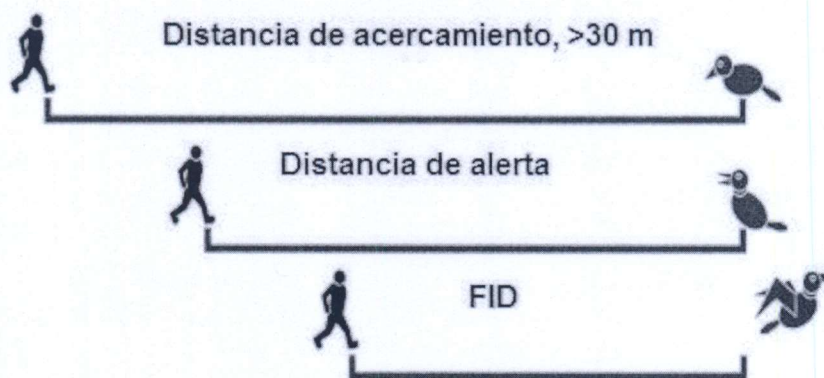 Distancia de acercamiento, >30 m
Distancia de alerta
FID